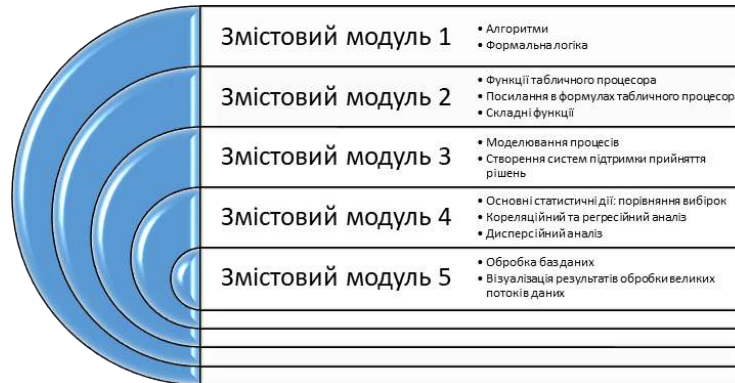 Змістовий модуль 1
• Алгоритми
• Формальна логіка
Змістовий модуль 2
• Функції табличного процесора
• Посилання в формулах табличного процесор
• Складні функції
Змістовий модуль 3
• Моделювання процесів
• Створення систем підтримки прийняття
рішень
Змістовий модуль 4
• Основні статистичні дії: порівняння вибірок
• Кореляційний та регресійний аналіз
• Дисперсійний аналіз
Змістовий модуль 5
• Обробка баз даних
• Візуалізація результатів обробки великих
потоків даних